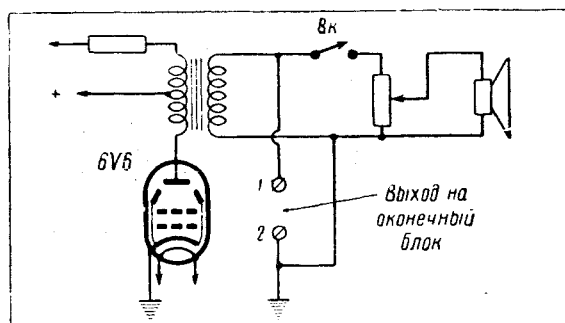 Вк
+
6V6
1
2
Выход на
оконечный
блок